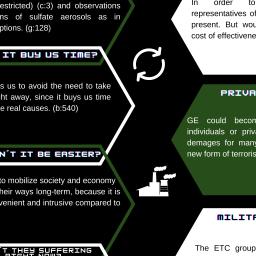 estricted) (c:3) and observations
ns of sulfate aerosols as in
ptions. (g:128)
IT BUY US TIME?
s us to avoid the need to take
ht away, since it buys us time
e real causes. (b:540)
N'T IT BE EASIER?
to mobilize society and economy
heir ways long-term, because it is
venient and intrusive compared to
T THEY SUFFERING
RIGHT NOW?
In order to
representatives of
present. But wou
cost of effectivene
PRIVA
GE could becom
individuals or priva
demages for many
new form of terroris
MILITA
The ETC group